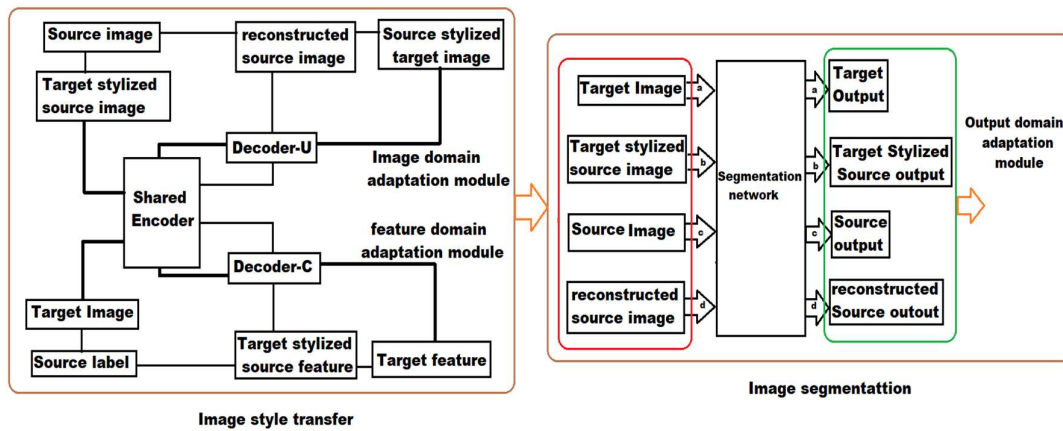 Source image
reconstructed
source image
Source stylized
target image
Target stylized
source image
Decoder-U
Image domain
adaptation module
Shared
Encoder
feature domain
adaptation module
Decoder-C
Target Image
Source label
Target stylized
source feature
Target feature
Image style transfer
Target Image
a
Target stylized
source image
b
Source Image
c
reconstructed
source image
d
Segmentation
network
a
Target
Output
b
Target Stylized
Source output
c
Source
output
d
reconstructed
Source outout
Output domain
adaptation
module
Image segmentattion